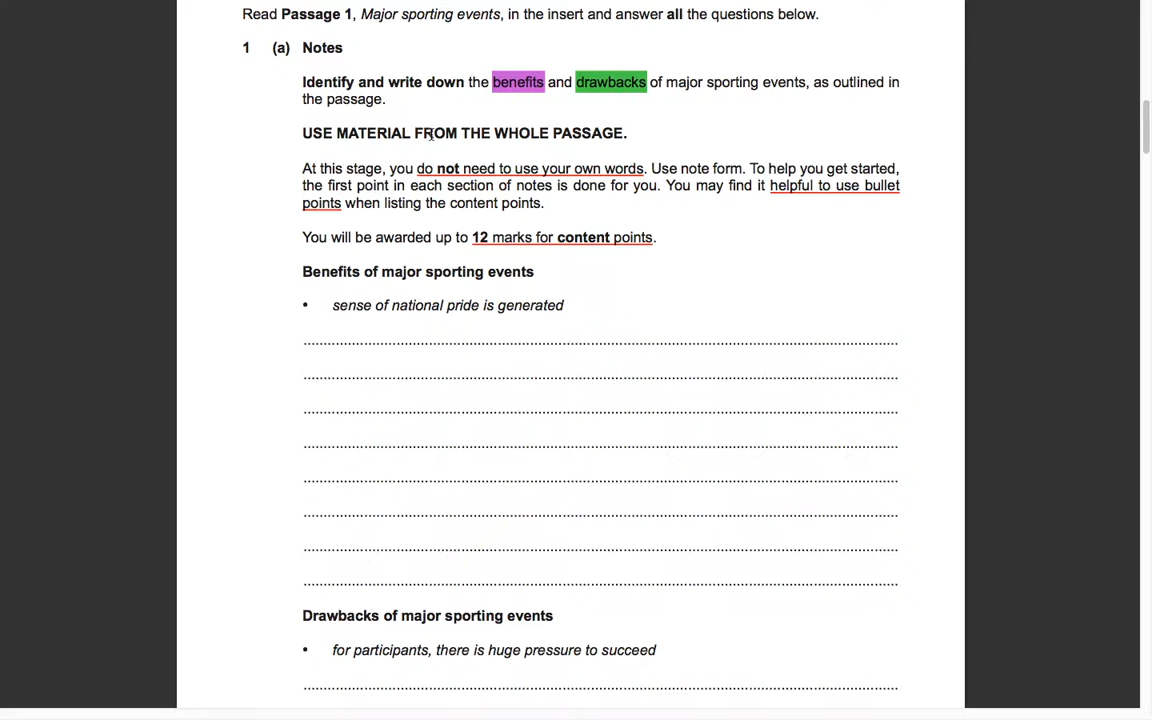 Read Passage 1, Major sporting events, in the insert and answer all the questions below.
1 (a) Notes
Identify and write down the benefits and drawbacks of major sporting events, as outlined in
the passage.
USE MATERIAL FROM THE WHOLE PASSAGE.
At this stage, you do not need to use your own words. Use note form. To help you get started,
the first point in each section of notes is done for you. You may find it helpful to use bullet
points when listing the content points.
You will be awarded up to 12 marks for content points.
Benefits of major sporting events
• sense of national pride is generated
Drawbacks of major sporting events
• for participants, there is huge pressure to succeed